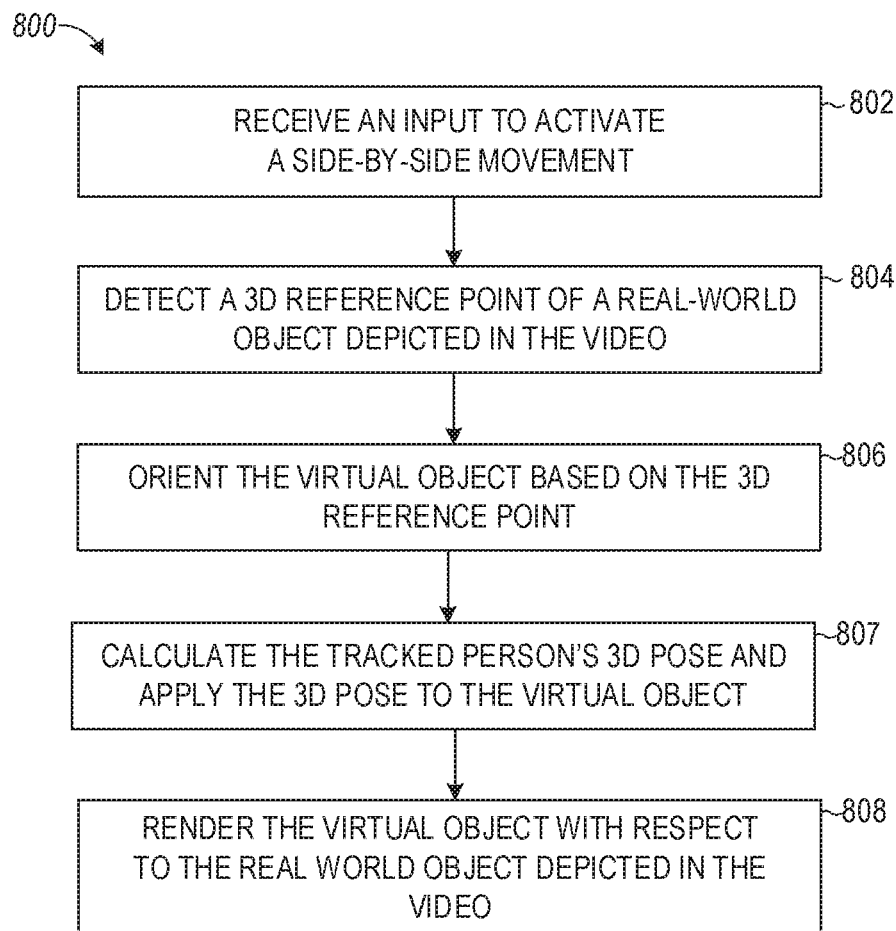 800
802
RECEIVE AN INPUT TO ACTIVATE
A SIDE-BY-SIDE MOVEMENT
804
DETECT A 3D REFERENCE POINT OF A REAL-WORLD
OBJECT DEPICTED IN THE VIDEO
806
ORIENT THE VIRTUAL OBJECT BASED ON THE 3D
REFERENCE POINT
807
CALCULATE THE TRACKED PERSON'S 3D POSE AND
APPLY THE 3D POSE TO THE VIRTUAL OBJECT
808
RENDER THE VIRTUAL OBJECT WITH RESPECT
TO THE REAL WORLD OBJECT DEPICTED IN THE
VIDEO